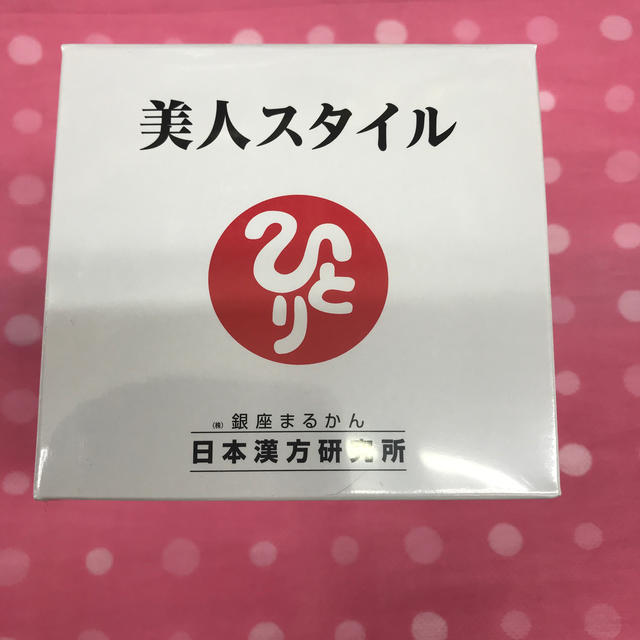 美人スタイル
ひとり
(株)銀座まるかん
日本漢方研究所